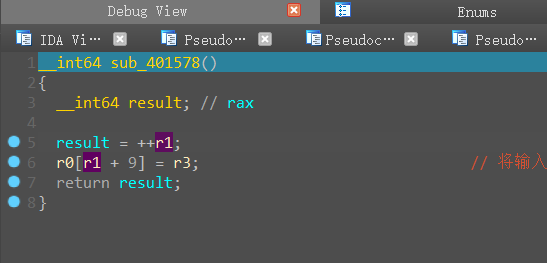 Debug View Enums
IDA Vi… Pseudo… Pseudoc… Pseudo…
1 __int64 sub_401578()
2 {
3 __int64 result; // rax
4
5 result = ++r1;
6 r0[r1 + 9] = r3; // 将输入
7 return result;
8 }